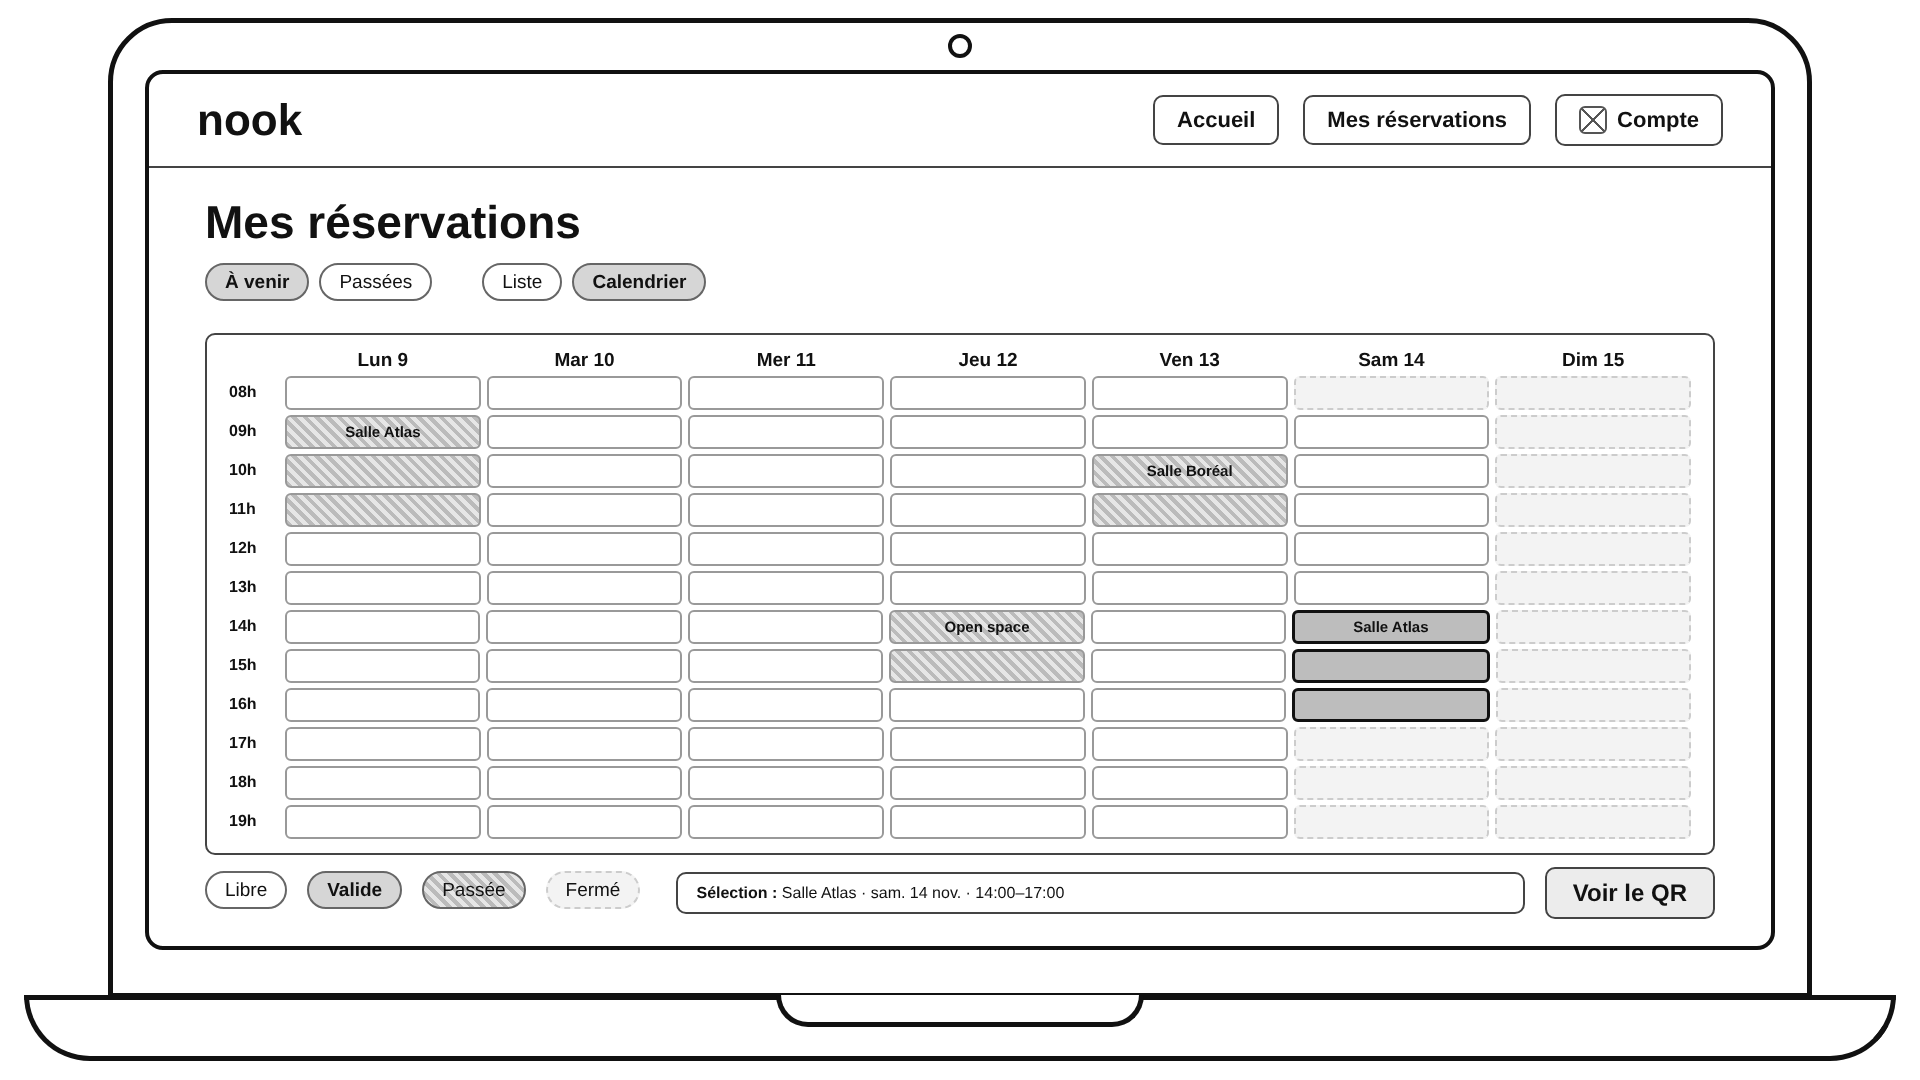 nook
Accueil
Mes réservations
Compte
Mes réservations
À venir
Passées
Liste
Calendrier
Lun 9
Mar 10
Mer 11
Jeu 12
Ven 13
Sam 14
Dim 15
08h
09h
Salle Atlas
10h
Salle Boréal
11h
12h
13h
14h
Open space
Salle Atlas
15h
16h
17h
18h
19h
Libre
Valide
Passée
Fermé
Sélection : Salle Atlas · sam. 14 nov. · 14:00–17:00
Voir le QR